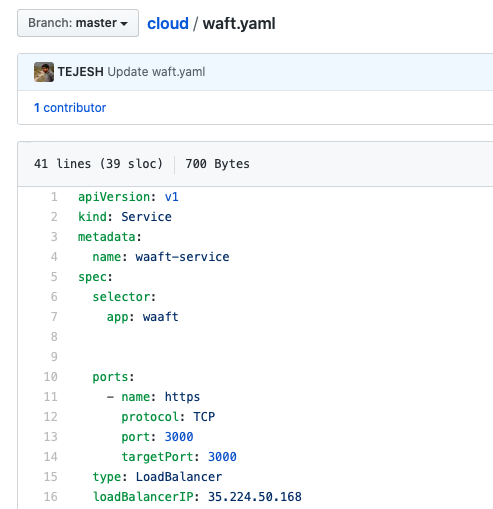 Branch: master cloud / waft.yaml
TEJESH Update waft.yaml
1 contributor
41 lines (39 sloc) 700 Bytes
1 apiVersion: v1
2 kind: Service
3 metadata:
4   name: waaft-service
5 spec:
6   selector:
7     app: waaft
8
9
10   ports:
11     - name: https
12       protocol: TCP
13       port: 3000
14       targetPort: 3000
15   type: LoadBalancer
16   loadBalancerIP: 35.224.50.168